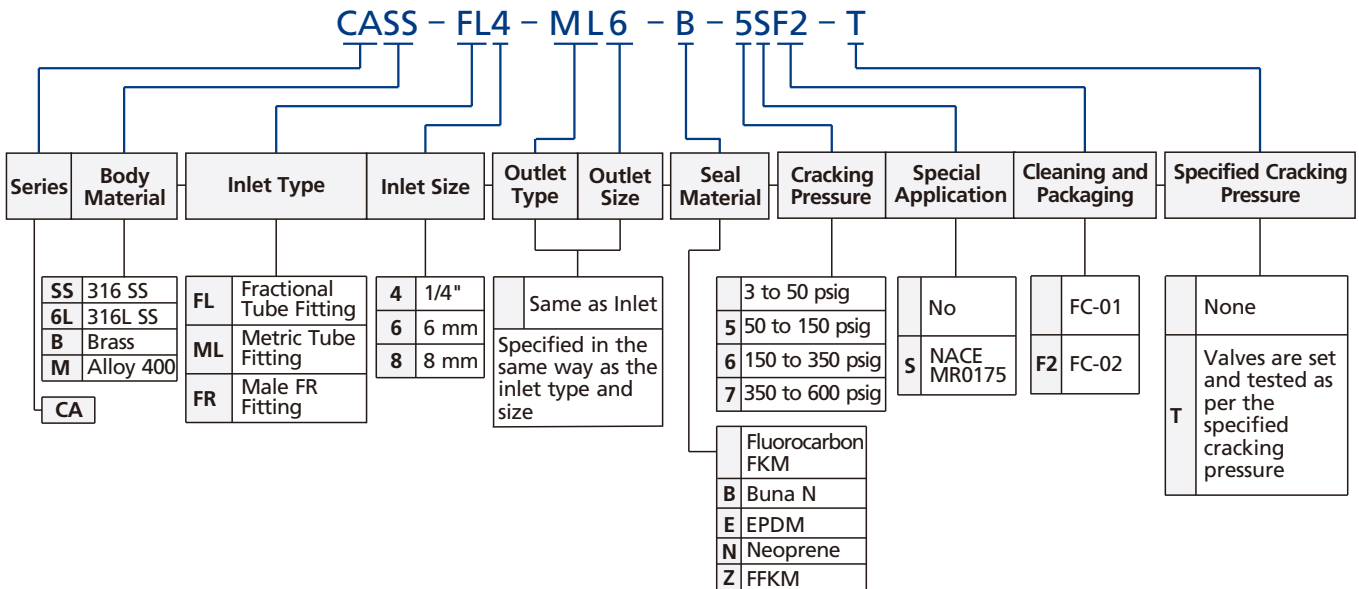 CASS – FL4 – ML6 – B – 5SF2 – T
Series
Body
Material
Inlet Type
Inlet Size
Outlet
Type
Outlet
Size
Seal
Material
Cracking
Pressure
Special
Application
Cleaning and
Packaging
Specified Cracking
Pressure
SS 316 SS
6L 316L SS
B Brass
M Alloy 400
CA
FL Fractional
Tube Fitting
ML Metric Tube
Fitting
FR Male FR
Fitting
4 1/4"
6 6 mm
8 8 mm
Same as Inlet
Specified in the
same way as the
inlet type and
size
3 to 50 psig
5 50 to 150 psig
6 150 to 350 psig
7 350 to 600 psig
Fluorocarbon
FKM
B Buna N
E EPDM
N Neoprene
Z FFKM
No
S NACE
MR0175
FC-01
F2 FC-02
None
T Valves are set
and tested as
per the
specified
cracking
pressure